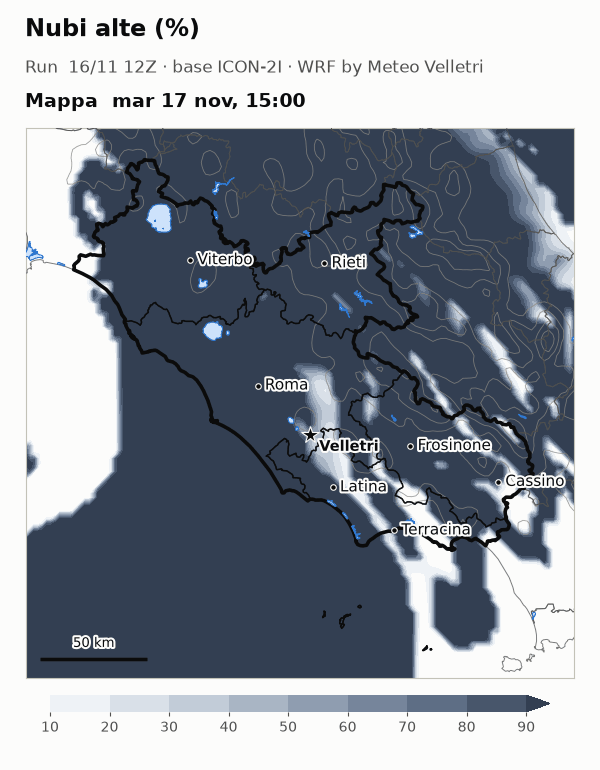 Nubi alte (%)
Run 16/11 12Z · base ICON-2I · WRF by Meteo Velletri
Mappa mar 17 nov, 15:00
Viterbo
Rieti
Roma
Velletri
Frosinone
Latina
Cassino
Terracina
50 km
10 20 30 40 50 60 70 80 90